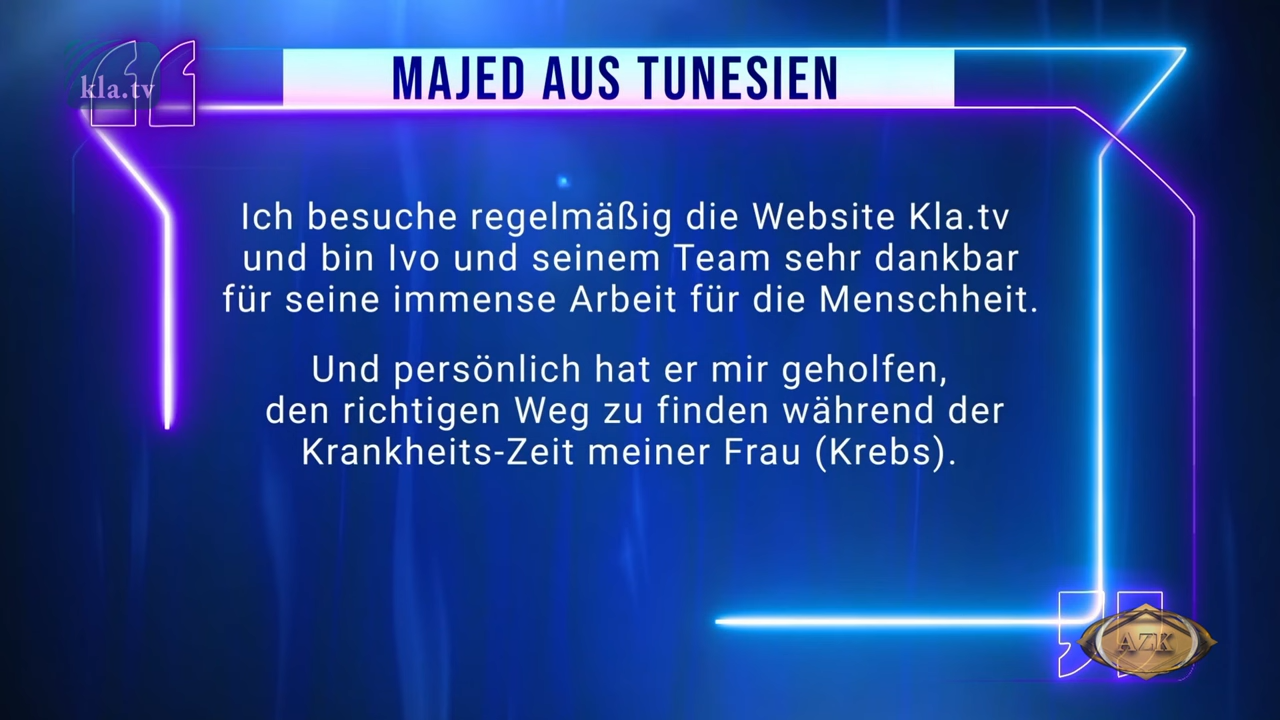 kla.tv
MAJED AUS TUNESIEN
Ich besuche regelmäßig die Website Kla.tv
und bin Ivo und seinem Team sehr dankbar
für seine immense Arbeit für die Menschheit.
Und persönlich hat er mir geholfen,
den richtigen Weg zu finden während der
Krankheits-Zeit meiner Frau (Krebs).
AZK